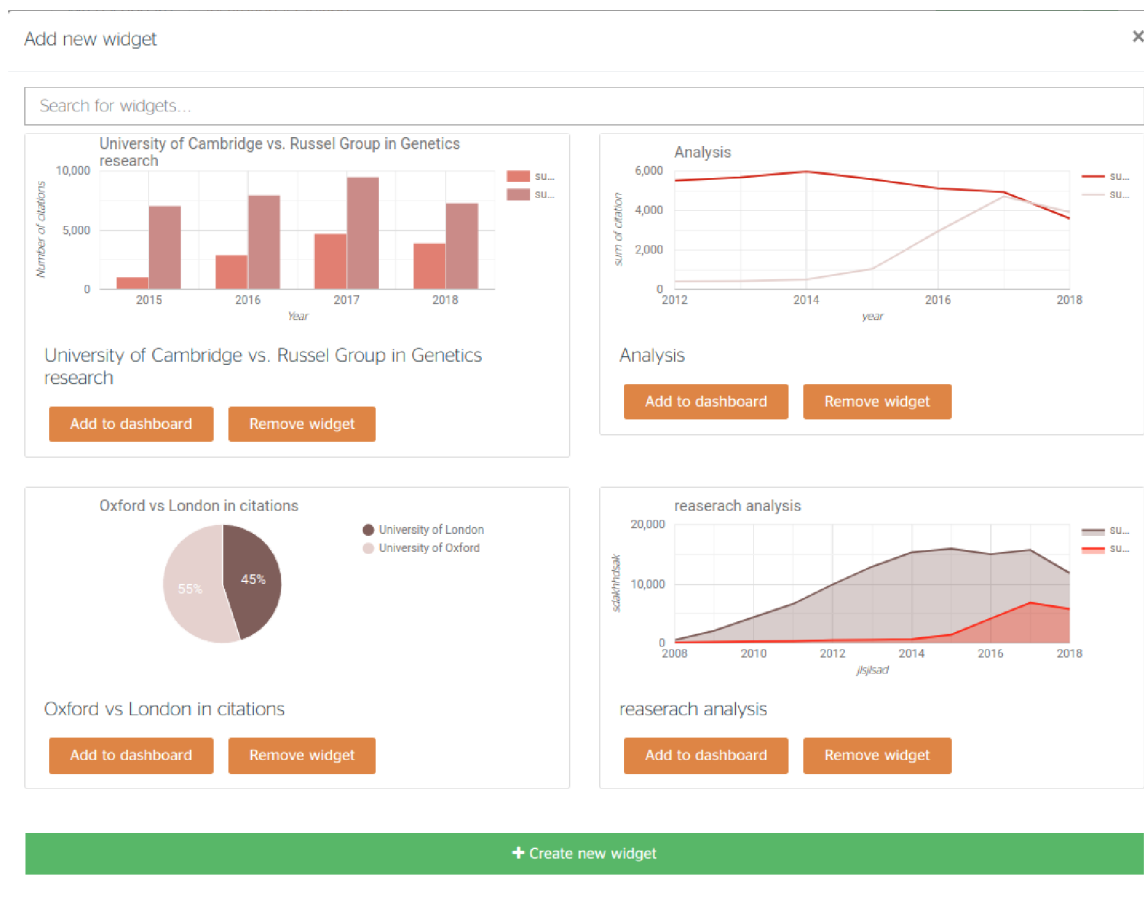 Add new widget
×
Search for widgets...
University of Cambridge vs. Russel Group in Genetics
research
10,000
5,000
0
Number of citations
2015 2016 2017 2018
Year
su...
su...
University of Cambridge vs. Russel Group in Genetics
research
Add to dashboard Remove widget
Analysis
6,000
4,000
2,000
0
sum of citation
2012 2014 2016 2018
year
su...
su...
Analysis
Add to dashboard Remove widget
Oxford vs London in citations
University of London
University of Oxford
55% 45%
Oxford vs London in citations
Add to dashboard Remove widget
reaserach analysis
20,000
10,000
0
sdakhhdsak
2008 2010 2012 2014 2016 2018
jlsjlsad
su...
su...
reaserach analysis
Add to dashboard Remove widget
+ Create new widget